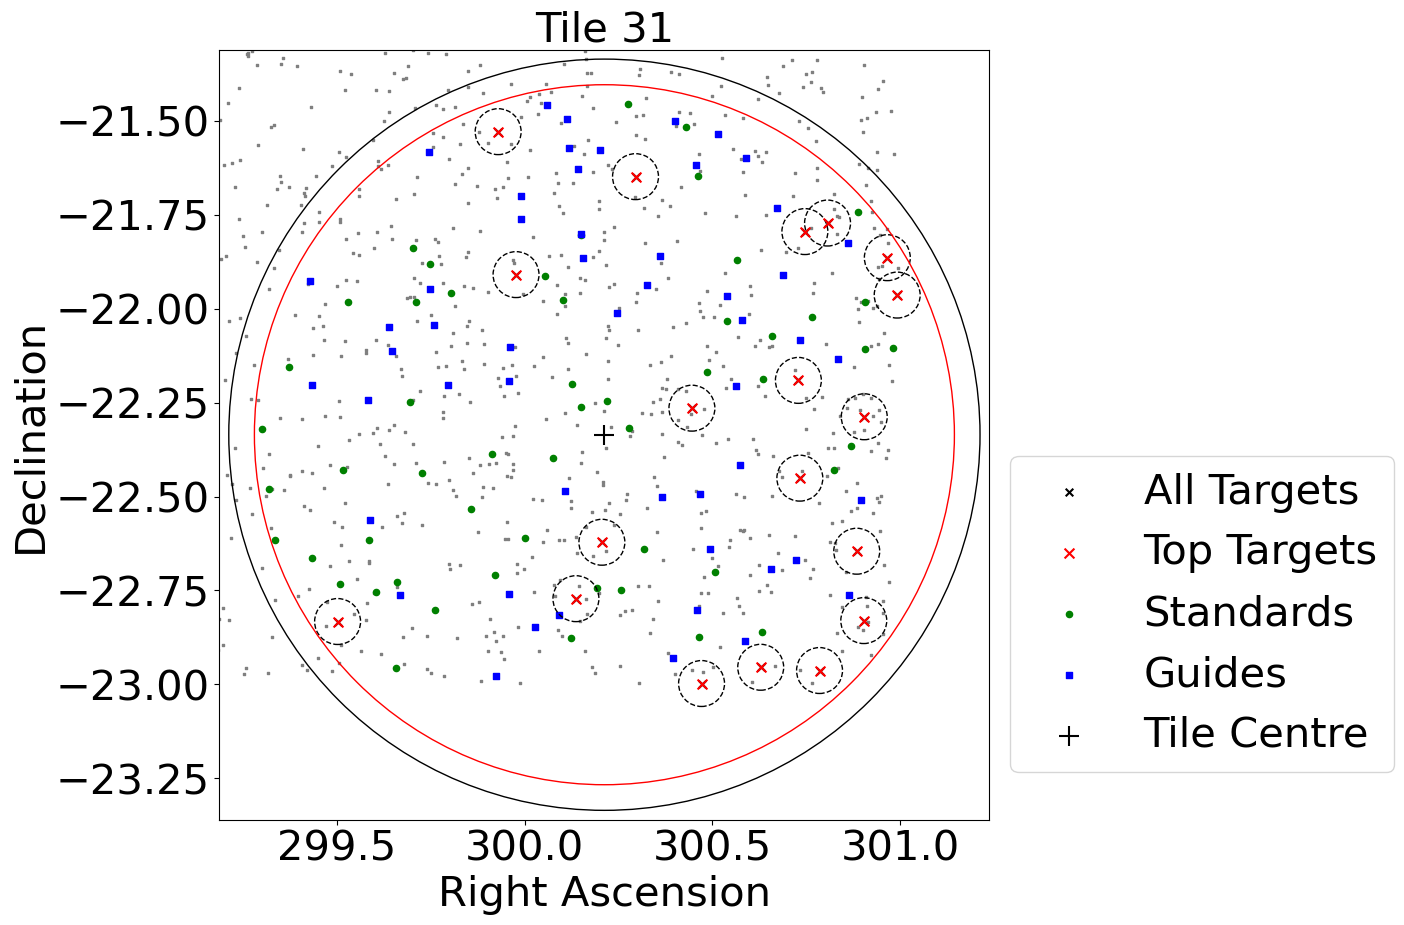 Tile 31
Declination
−21.50
−21.75
−22.00
−22.25
−22.50
−22.75
−23.00
−23.25
299.5 300.0 300.5 301.0
Right Ascension
All Targets
Top Targets
Standards
Guides
Tile Centre